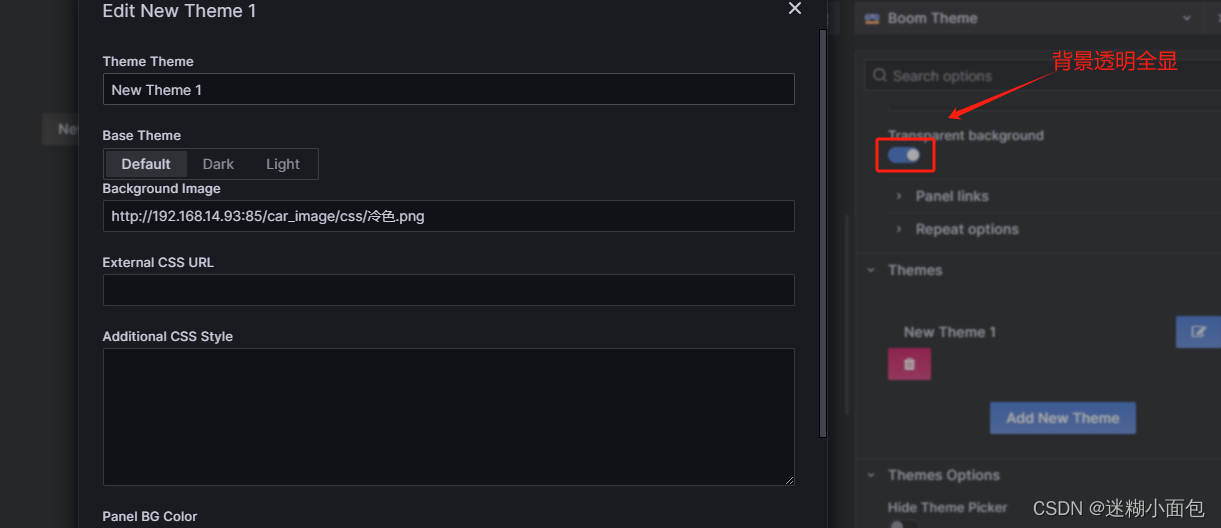 Edit New Theme 1
Theme Theme
New Theme 1
Base Theme
Default Dark Light
Background Image
http://192.168.14.93:85/car_image/css/冷色.png
External CSS URL
Additional CSS Style
Panel BG Color
Ne
Boom Theme
背景透明全显
Search options
Transparent background
Panel links
Repeat options
Themes
New Theme 1
Add New Theme
Themes Options
Hide Theme Picker
CSDN @迷糊小面包